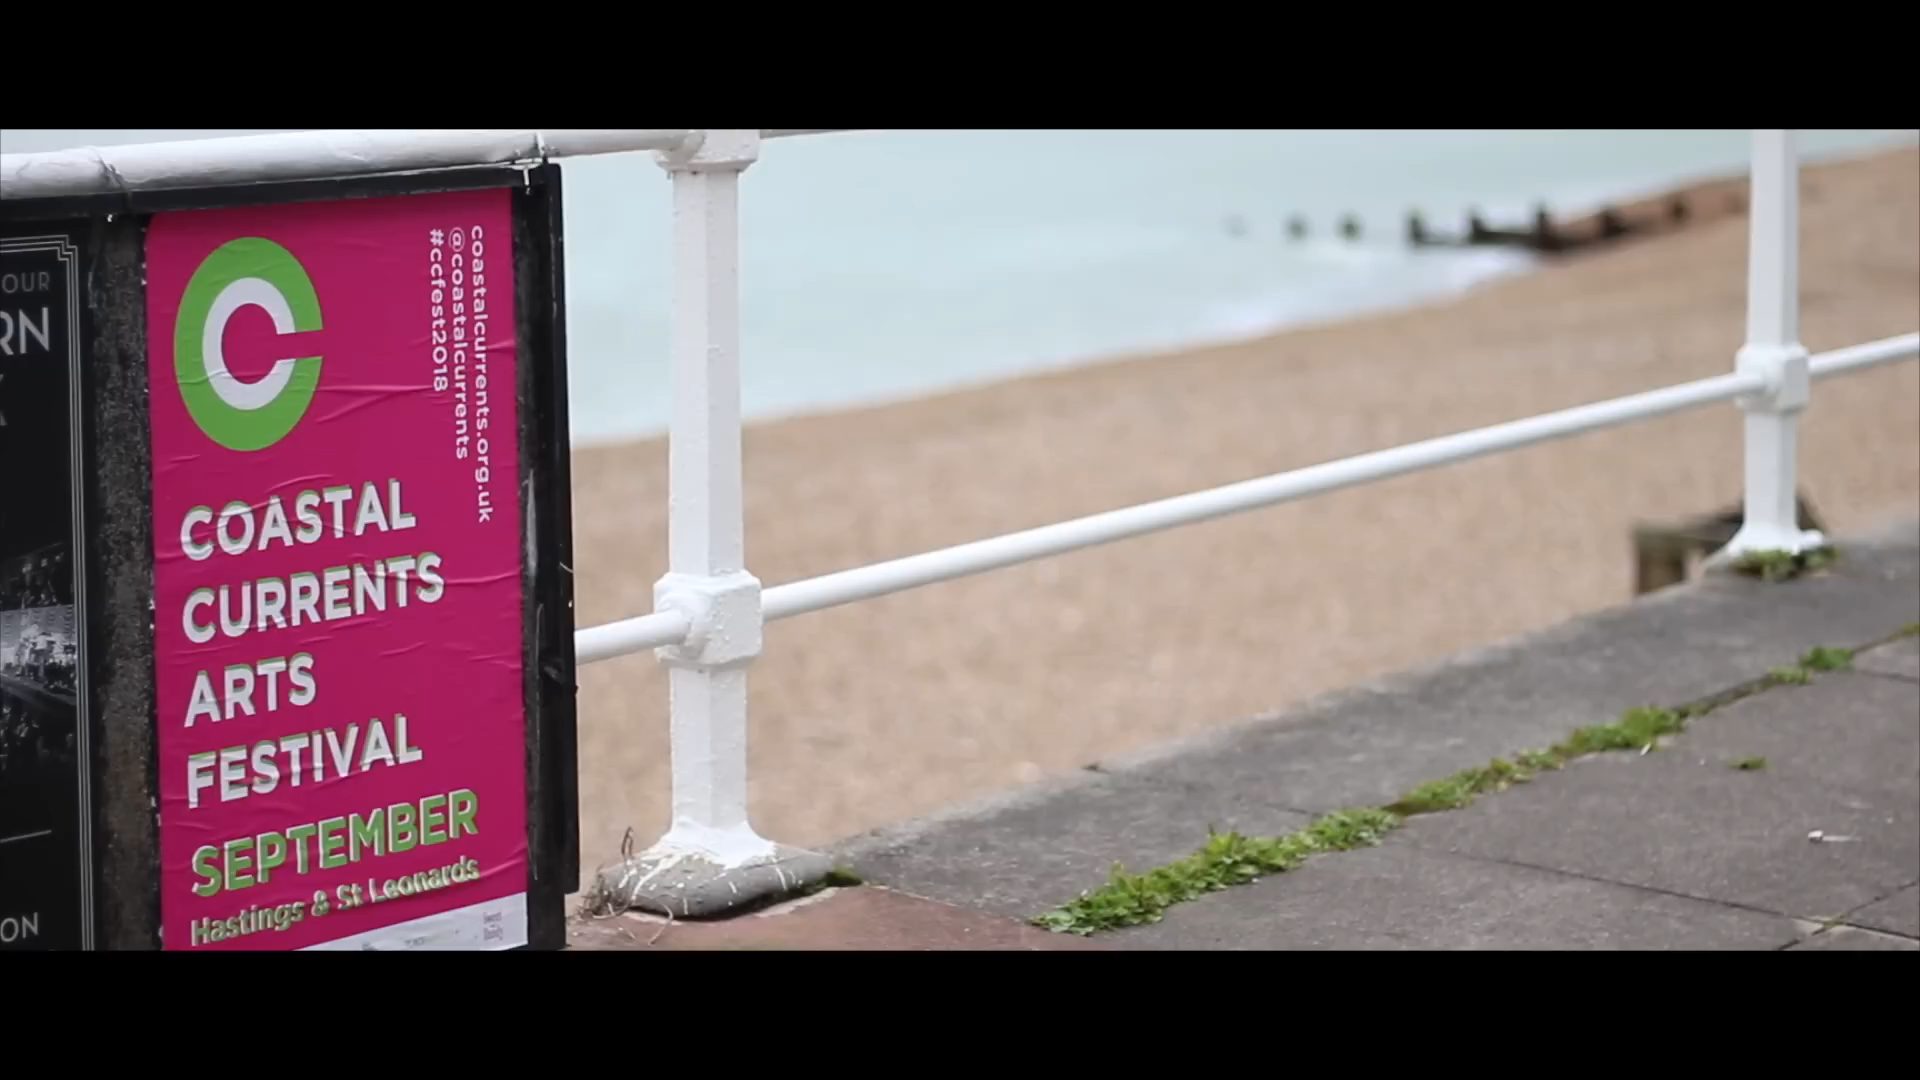 OUR
RN
ON
coastalcurrents.org.uk
@coastalcurrents
#ccfest2018
COASTAL
CURRENTS
ARTS
FESTIVAL
SEPTEMBER
Hastings & St Leonards